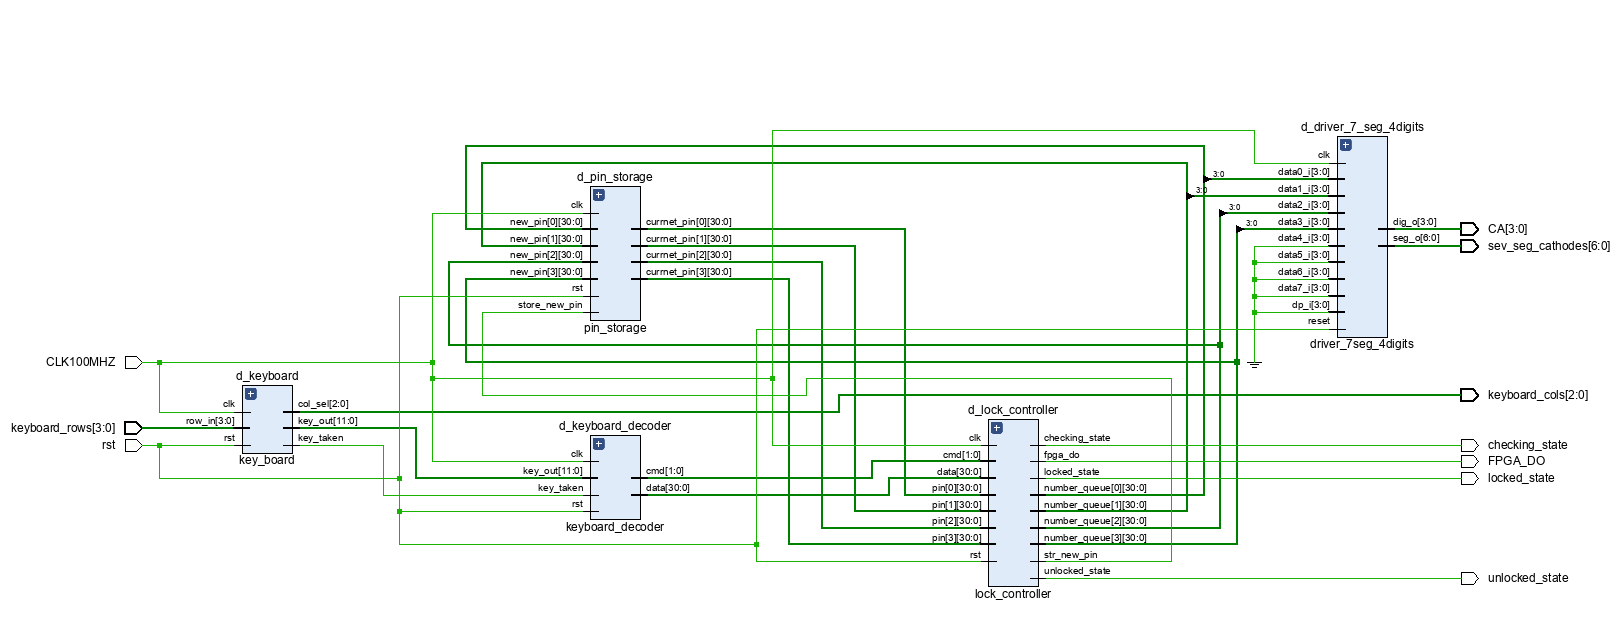 d_driver_7_seg_4digits
clk
data0_i[3:0]
data1_i[3:0]
data2_i[3:0]
data3_i[3:0]
data4_i[3:0]
data5_i[3:0]
data6_i[3:0]
data7_i[3:0]
dp_i[3:0]
reset
dig_o[3:0]
seg_o[6:0]
driver_7seg_4digits
3:0
3:0
3:0
3:0
CA[3:0]
sev_seg_cathodes[6:0]
d_pin_storage
clk
new_pin[0][30:0]
new_pin[1][30:0]
new_pin[2][30:0]
new_pin[3][30:0]
rst
store_new_pin
currnet_pin[0][30:0]
currnet_pin[1][30:0]
currnet_pin[2][30:0]
currnet_pin[3][30:0]
pin_storage
CLK100MHZ
keyboard_rows[3:0]
rst
d_keyboard
clk
row_in[3:0]
rst
col_sel[2:0]
key_out[11:0]
key_taken
key_board
d_keyboard_decoder
clk
key_out[11:0]
key_taken
rst
cmd[1:0]
data[30:0]
keyboard_decoder
d_lock_controller
clk
cmd[1:0]
data[30:0]
pin[0][30:0]
pin[1][30:0]
pin[2][30:0]
pin[3][30:0]
rst
checking_state
fpga_do
locked_state
number_queue[0][30:0]
number_queue[1][30:0]
number_queue[2][30:0]
number_queue[3][30:0]
str_new_pin
unlocked_state
lock_controller
keyboard_cols[2:0]
checking_state
FPGA_DO
locked_state
unlocked_state